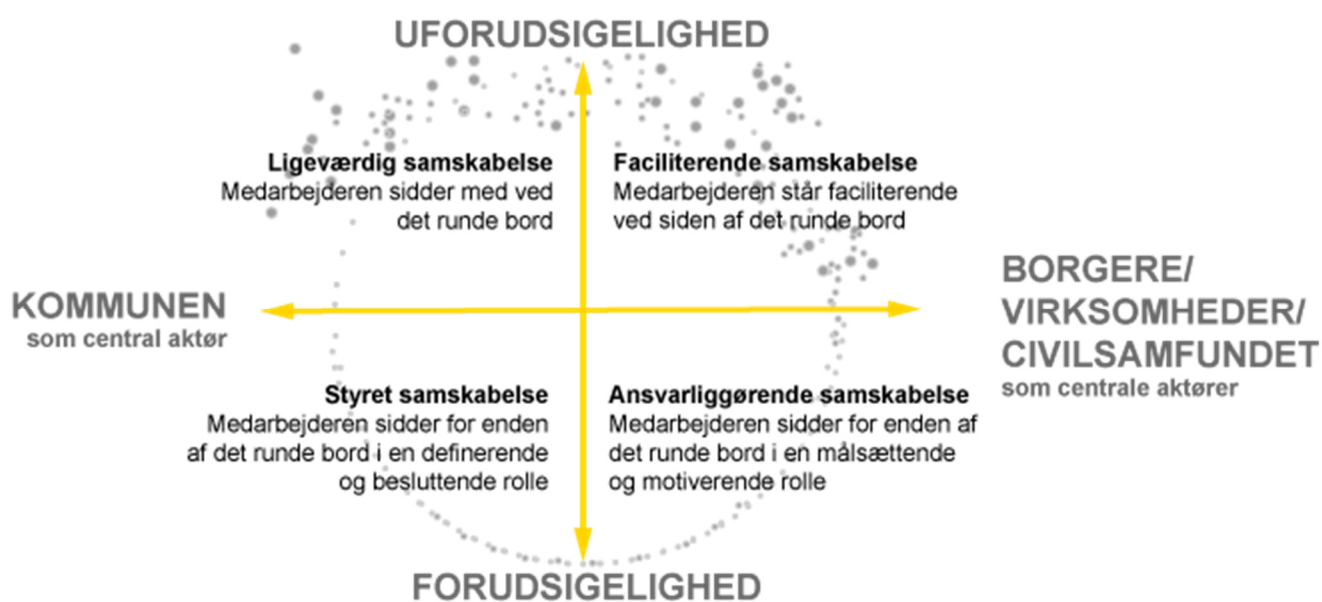 UFORUDSIGELIGHED
Ligeværdig samskabelse
Medarbejderen sidder med ved
det runde bord
Faciliterende samskabelse
Medarbejderen står faciliterende
ved siden af det runde bord
KOMMUNEN
som central aktør
BORGERE/
VIRKSOMHEDER/
CIVILSAMFUNDET
som centrale aktører
Styret samskabelse
Medarbejderen sidder for enden
af det runde bord i en definerende
og besluttende rolle
Ansvarliggørende samskabelse
Medarbejderen sidder for enden af
det runde bord i en målsættende
og motiverende rolle
FORUDSIGELIGHED